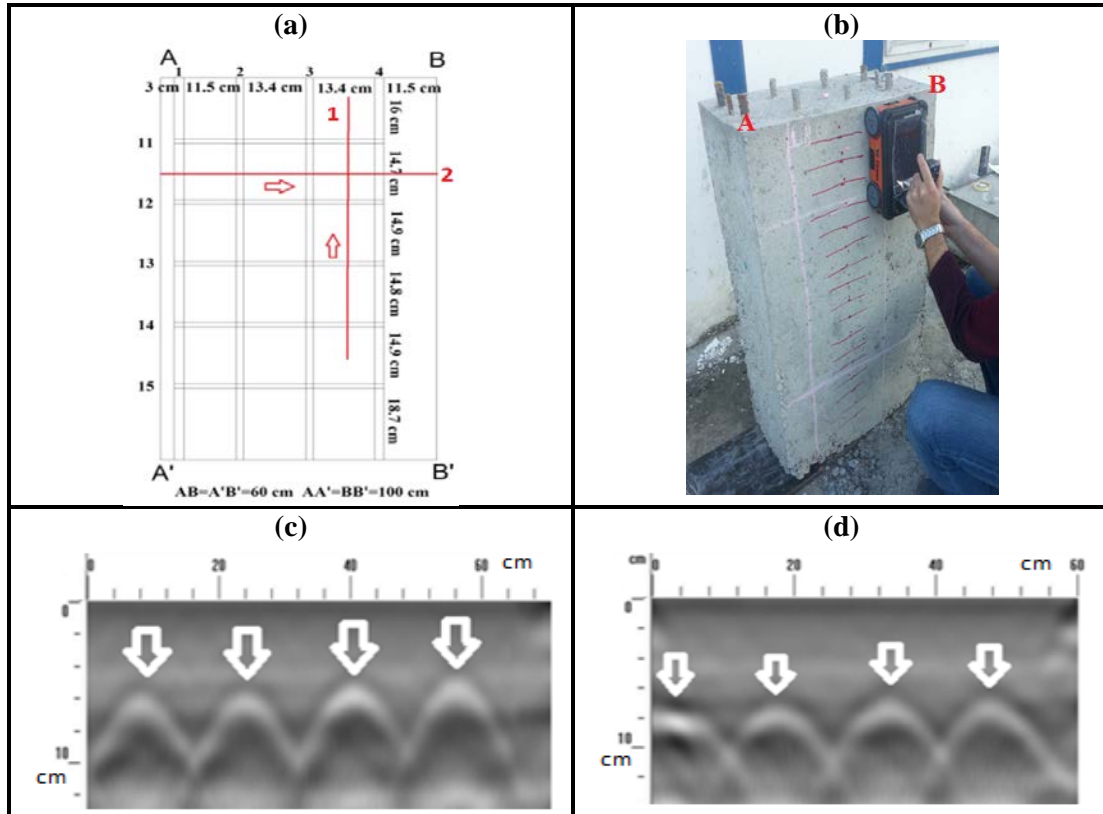 (a)
A B
1 2 3 4
3 cm 11.5 cm 13.4 cm 13.4 cm 11.5 cm
1
16 cm
11
14.7 cm
2
12
14.9 cm
13
14.8 cm
14
14.9 cm
15
18.7 cm
A' B'
AB=A'B'=60 cm AA'=BB'=100 cm
(b)
A
B
(c)
0 20 40 60 cm
0
10
cm
(d)
cm 0 20 40 cm 60
0
10
cm